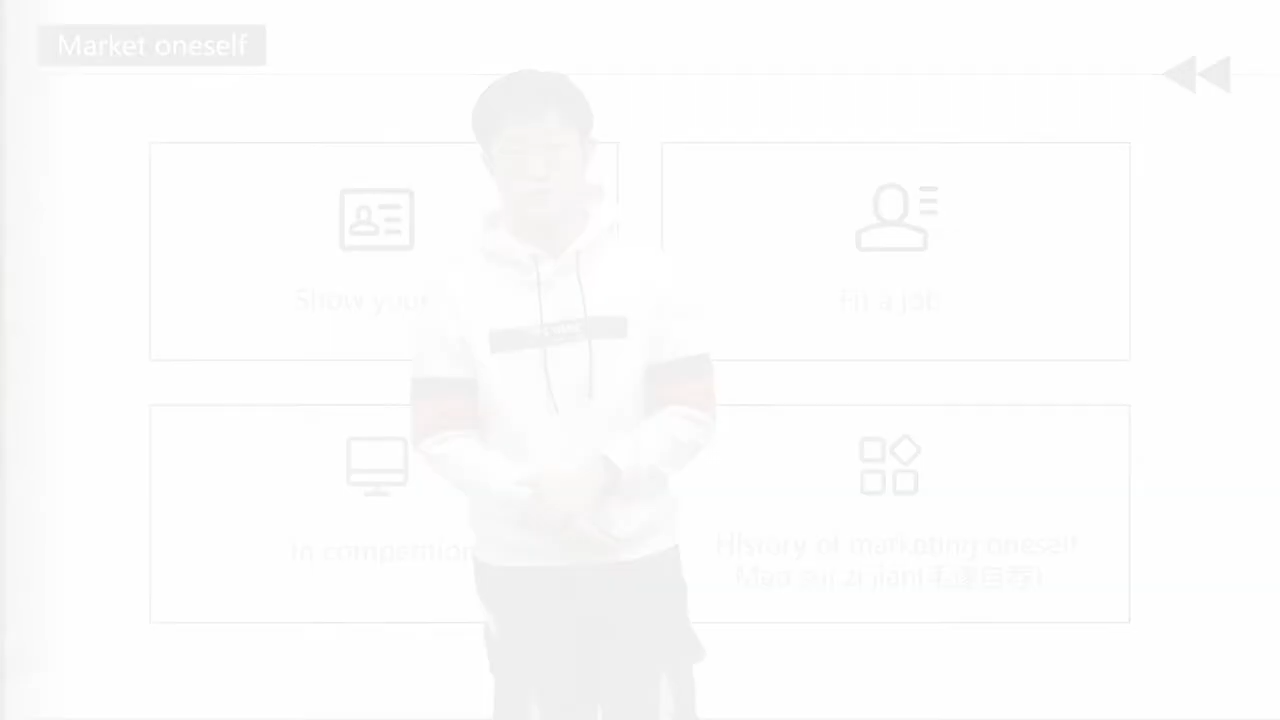 Market oneself
Show your
Fit a job
In competition
History of marketing oneself
Mao sui zi jian(毛遂自荐)